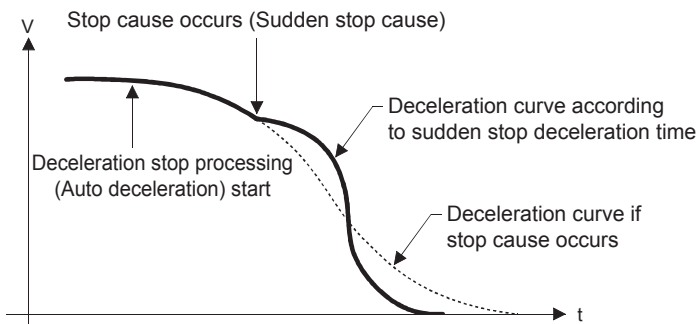 Stop cause occurs (Sudden stop cause)
V
Deceleration curve according
to sudden stop deceleration time
Deceleration stop processing
(Auto deceleration) start
Deceleration curve if
stop cause occurs
t